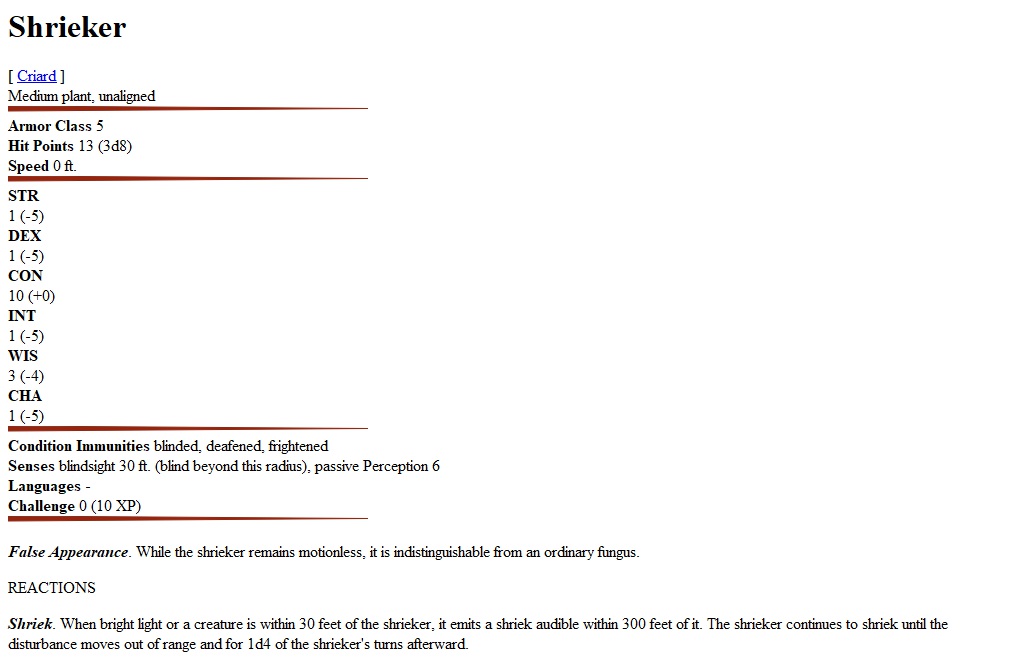 Shrieker
[ Criard ]
Medium plant, unaligned
Armor Class 5
Hit Points 13 (3d8)
Speed 0 ft.
STR
1 (-5)
DEX
1 (-5)
CON
10 (+0)
INT
1 (-5)
WIS
3 (-4)
CHA
1 (-5)
Condition Immunities blinded, deafened, frightened
Senses blindsight 30 ft. (blind beyond this radius), passive Perception 6
Languages -
Challenge 0 (10 XP)
False Appearance. While the shrieker remains motionless, it is indistinguishable from an ordinary fungus.
REACTIONS
Shriek. When bright light or a creature is within 30 feet of the shrieker, it emits a shriek audible within 300 feet of it. The shrieker continues to shriek until the
disturbance moves out of range and for 1d4 of the shrieker's turns afterward.